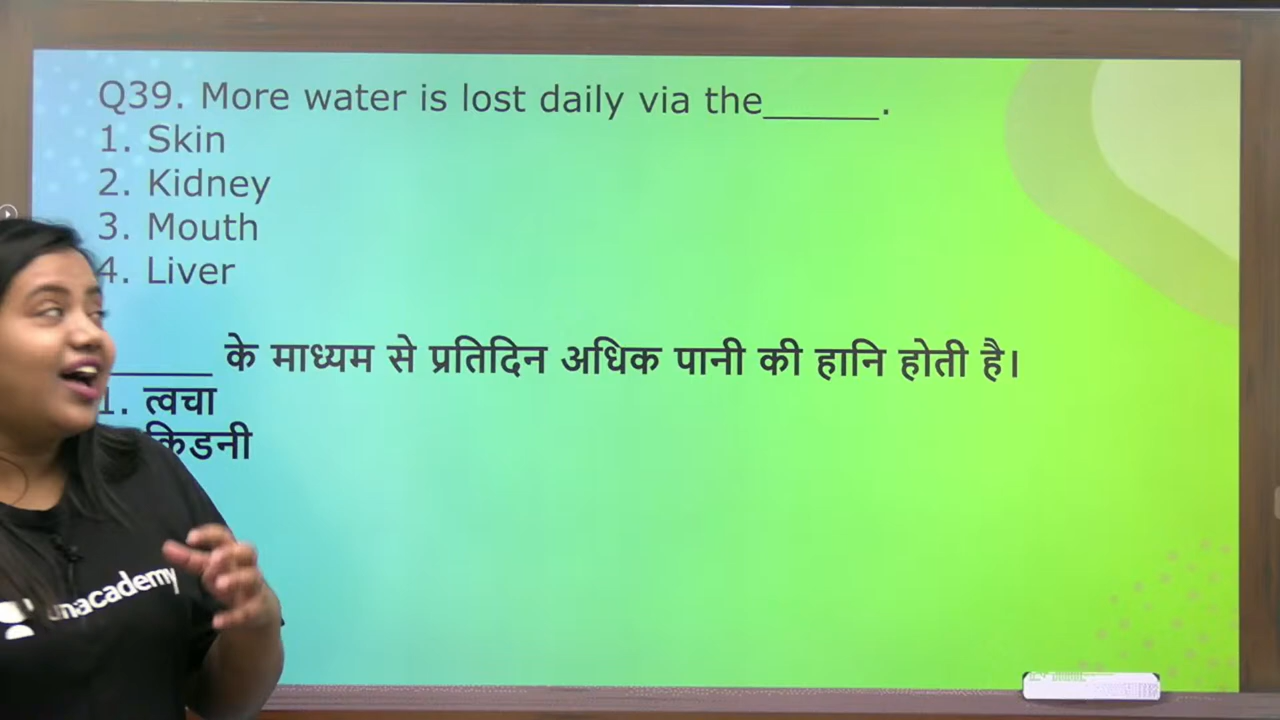 Q39. More water is lost daily via the______.
1. Skin
2. Kidney
3. Mouth
4. Liver
______ के माध्यम से प्रतिदिन अधिक पानी की हानि होती है।
1. त्वचा
किडनी
unacademy